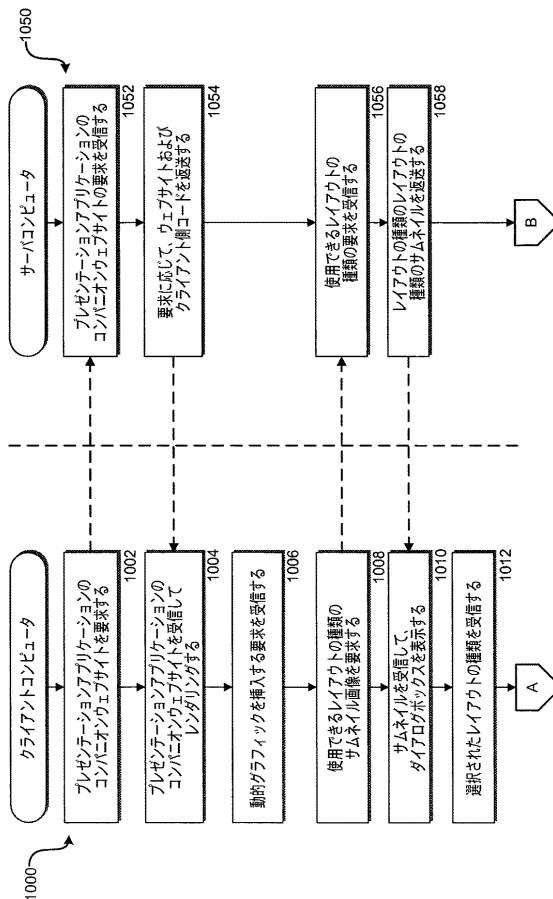 1000
クライアントコンピュータ
プレゼンテーションアプリケーションの
コンパニオンウェブサイトを要求する
1002
プレゼンテーションアプリケーションの
コンパニオンウェブサイトを受信して
レンダリングする
1004
動的グラフィックを挿入する要求を受信する
1006
使用できるレイアウトの種類の
サムネイル画像を要求する
1008
サムネイルを受信して、
ダイアログボックスを表示する
1010
選択されたレイアウトの種類を受信する
1012
A
1050
サーバコンピュータ
プレゼンテーションアプリケーションの
コンパニオンウェブサイトの要求を受信する
1052
要求に応じて、ウェブサイトおよび
クライアント側コードを返送する
1054
使用できるレイアウトの
種類の要求を受信する
1056
レイアウトの種類のレイアウトの
種類のサムネイルを返送する
1058
B